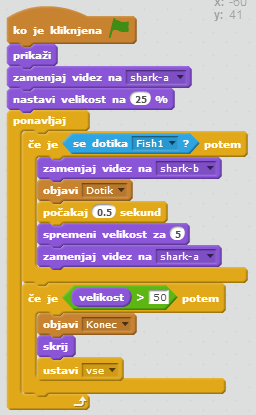 x: -60
y: 41
ko je kliknjena
prikaži
zamenjaj videz na shark-a
nastavi velikost na 25 %
ponavljaj
če je se dotika Fish1 ? potem
zamenjaj videz na shark-b
objavi Dotik
počakaj 0.5 sekund
spremeni velikost za 5
zamenjaj videz na shark-a
če je velikost > 50 potem
objavi Konec
skrij
ustavi vse